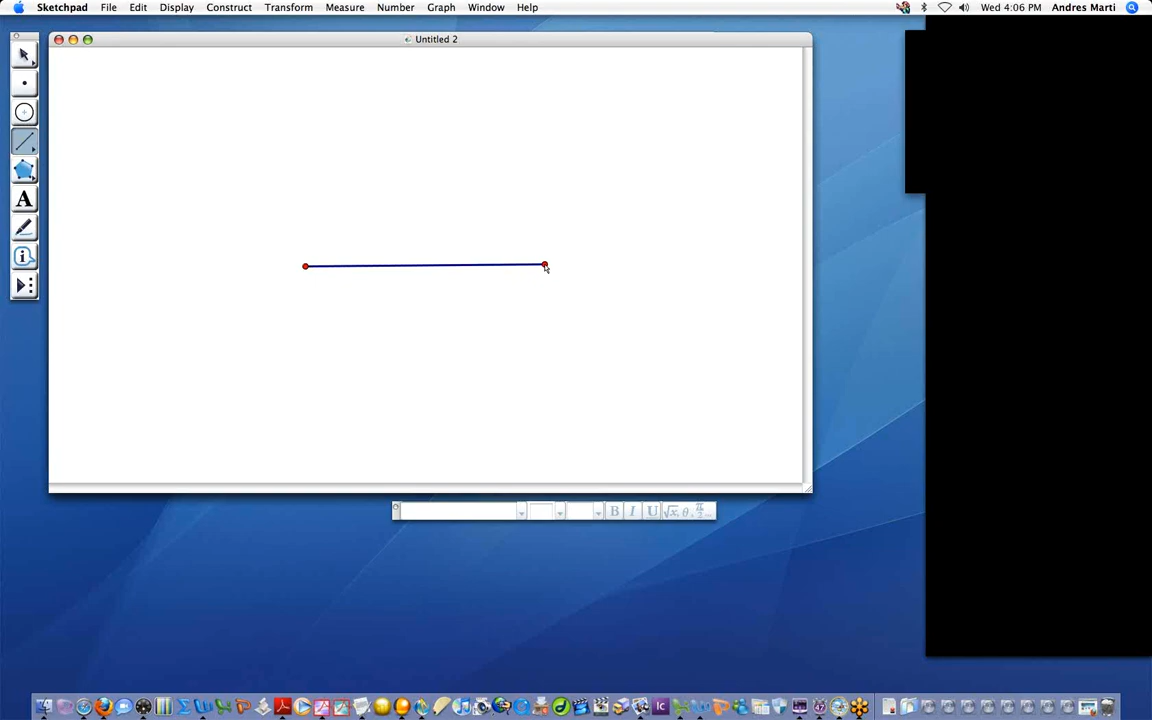 Sketchpad File Edit Display Construct Transform Measure Number Graph Window Help Wed 4:06 PM Andres Marti
Untitled 2
A
B I U